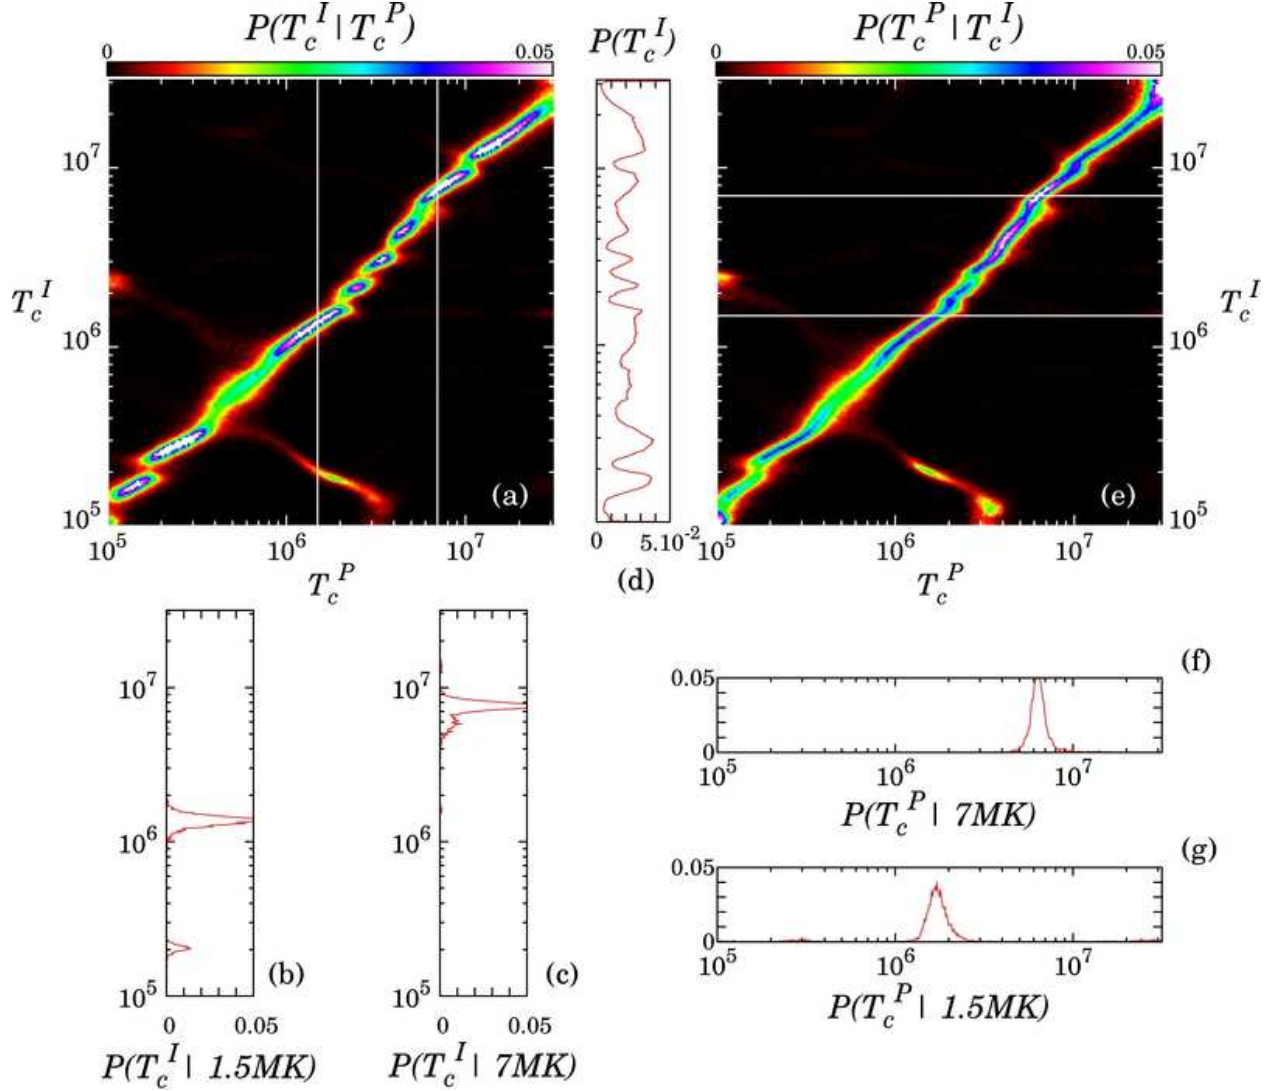 P(T_c^I | T_c^P)
P(T_c^I)
P(T_c^P | T_c^I)
0 0.05
0 0.05
10^7
T_c^I
10^6
10^5
(a)
10^5 10^6 10^7
T_c^P
0 5.10^-2
(d)
10^7
T_c^I
10^6
10^5
(e)
10^5 10^6 10^7
T_c^P
10^7
10^6
10^5
(b)
0 0.05
P(T_c^I | 1.5MK)
10^7
10^6
10^5
(c)
0 0.05
P(T_c^I | 7MK)
(f)
0.05
0
10^5 10^6 10^7
P(T_c^P | 7MK)
(g)
0.05
0
10^5 10^6 10^7
P(T_c^P | 1.5MK)